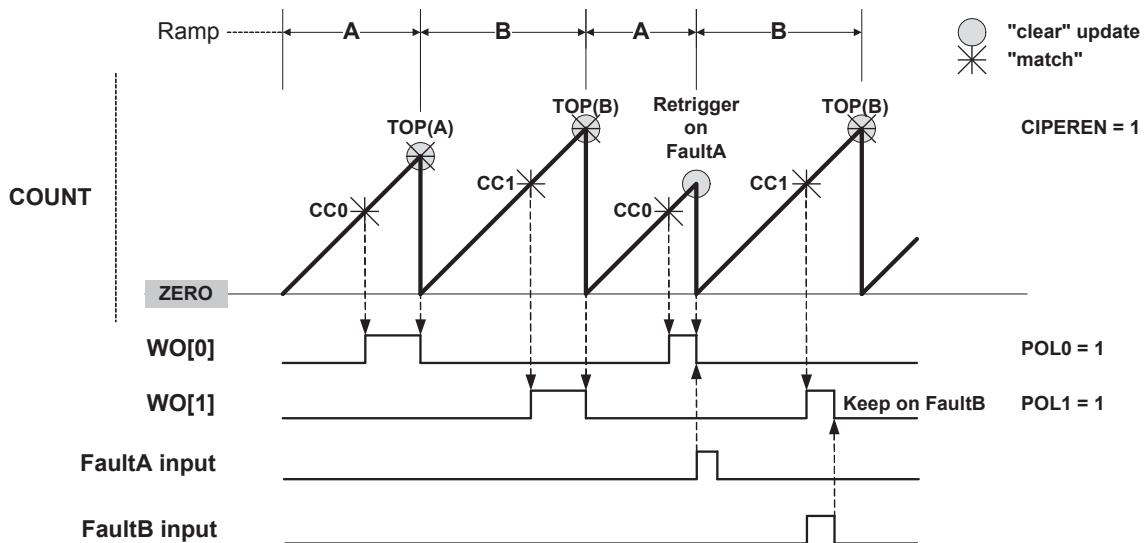 Ramp
A
B
A
B
"clear" update
"match"
TOP(A)
TOP(B)
Retrigger
on
FaultA
TOP(B)
CIPEREN = 1
COUNT
CC0
CC1
CC0
CC1
ZERO
WO[0]
POL0 = 1
WO[1]
Keep on FaultB
POL1 = 1
FaultA input
FaultB input